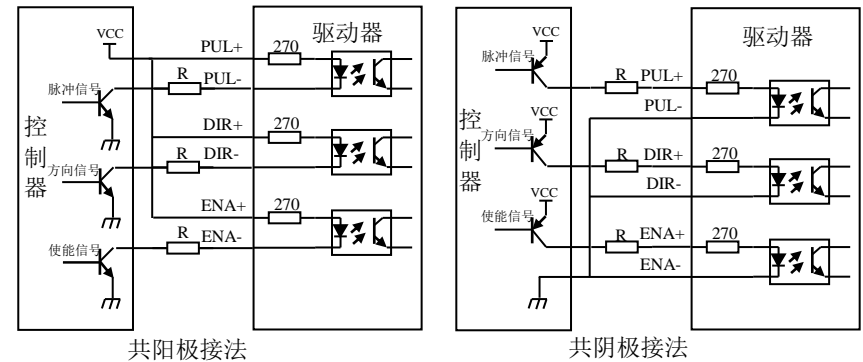 驱动器
VCC
PUL+
270
脉冲信号
R
PUL-
控制器
DIR+
270
方向信号
R
DIR-
ENA+
270
使能信号
R
ENA-
共阳极接法
驱动器
VCC
脉冲信号
R
PUL+
270
PUL-
控制器
VCC
方向信号
R
DIR+
270
DIR-
VCC
使能信号
R
ENA+
270
ENA-
共阴极接法